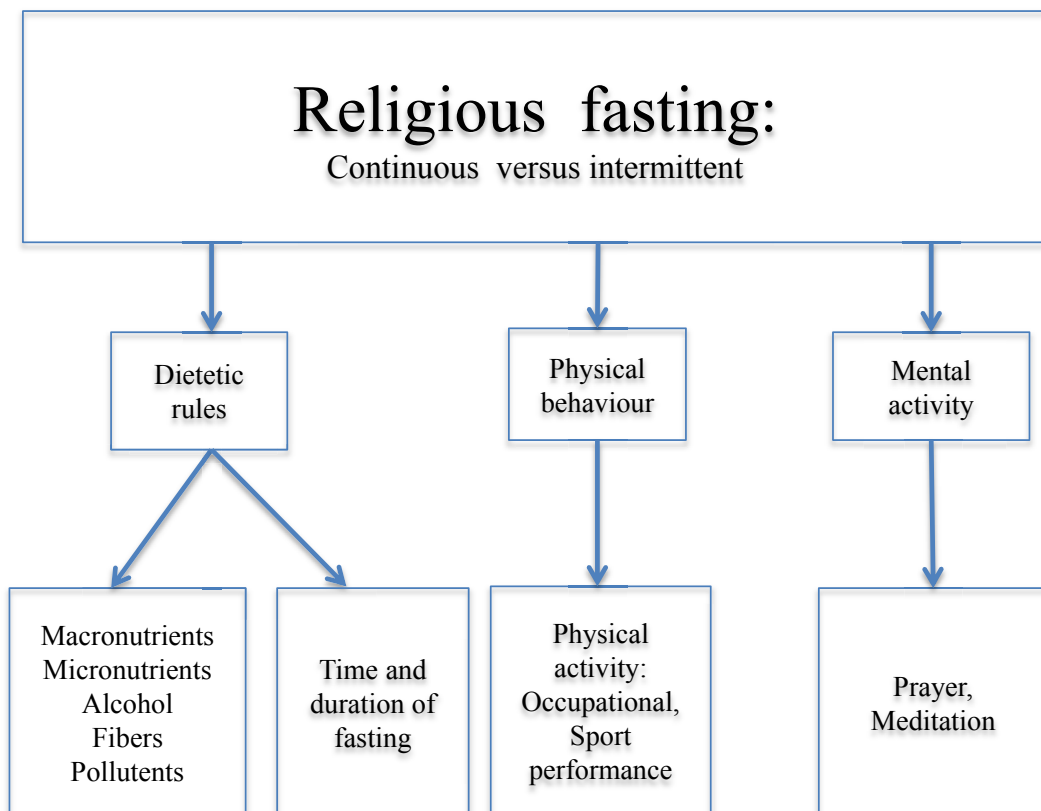 Religious fasting:
Continuous versus intermittent
Dietetic
rules
Physical
behaviour
Mental
activity
Macronutrients
Micronutrients
Alcohol
Fibers
Pollutents
Time and
duration of
fasting
Physical
activity:
Occupational,
Sport
performance
Prayer,
Meditation